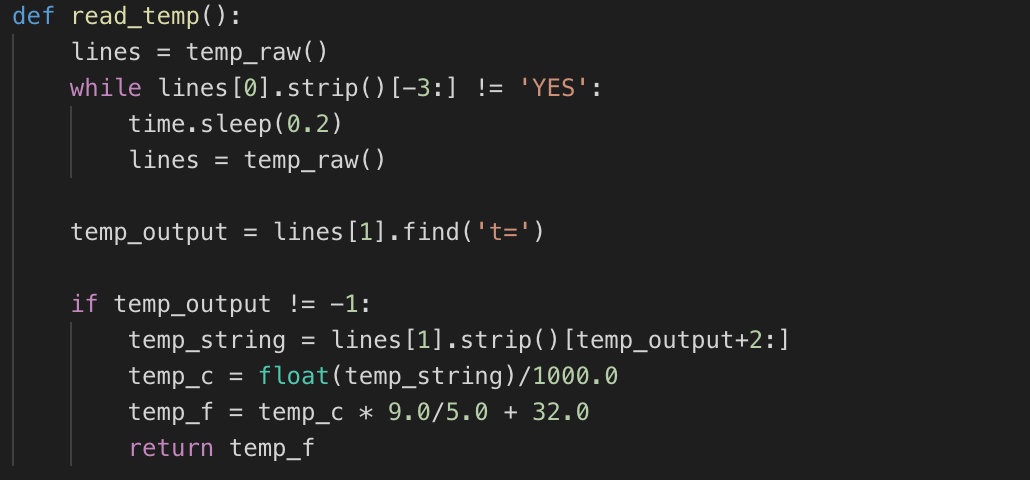 def read_temp():
    lines = temp_raw()
    while lines[0].strip()[-3:] != 'YES':
        time.sleep(0.2)
        lines = temp_raw()

    temp_output = lines[1].find('t=')

    if temp_output != -1:
        temp_string = lines[1].strip()[temp_output+2:]
        temp_c = float(temp_string)/1000.0
        temp_f = temp_c * 9.0/5.0 + 32.0
        return temp_f